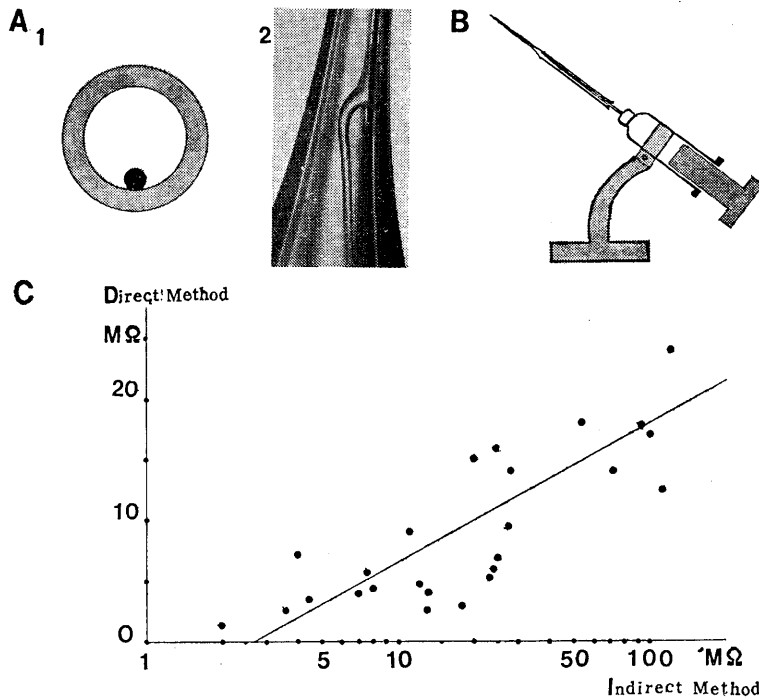 A 1
2
B
C
Direct Method
MΩ
20
10
0
1 5 10 50 100 MΩ
Indirect Method